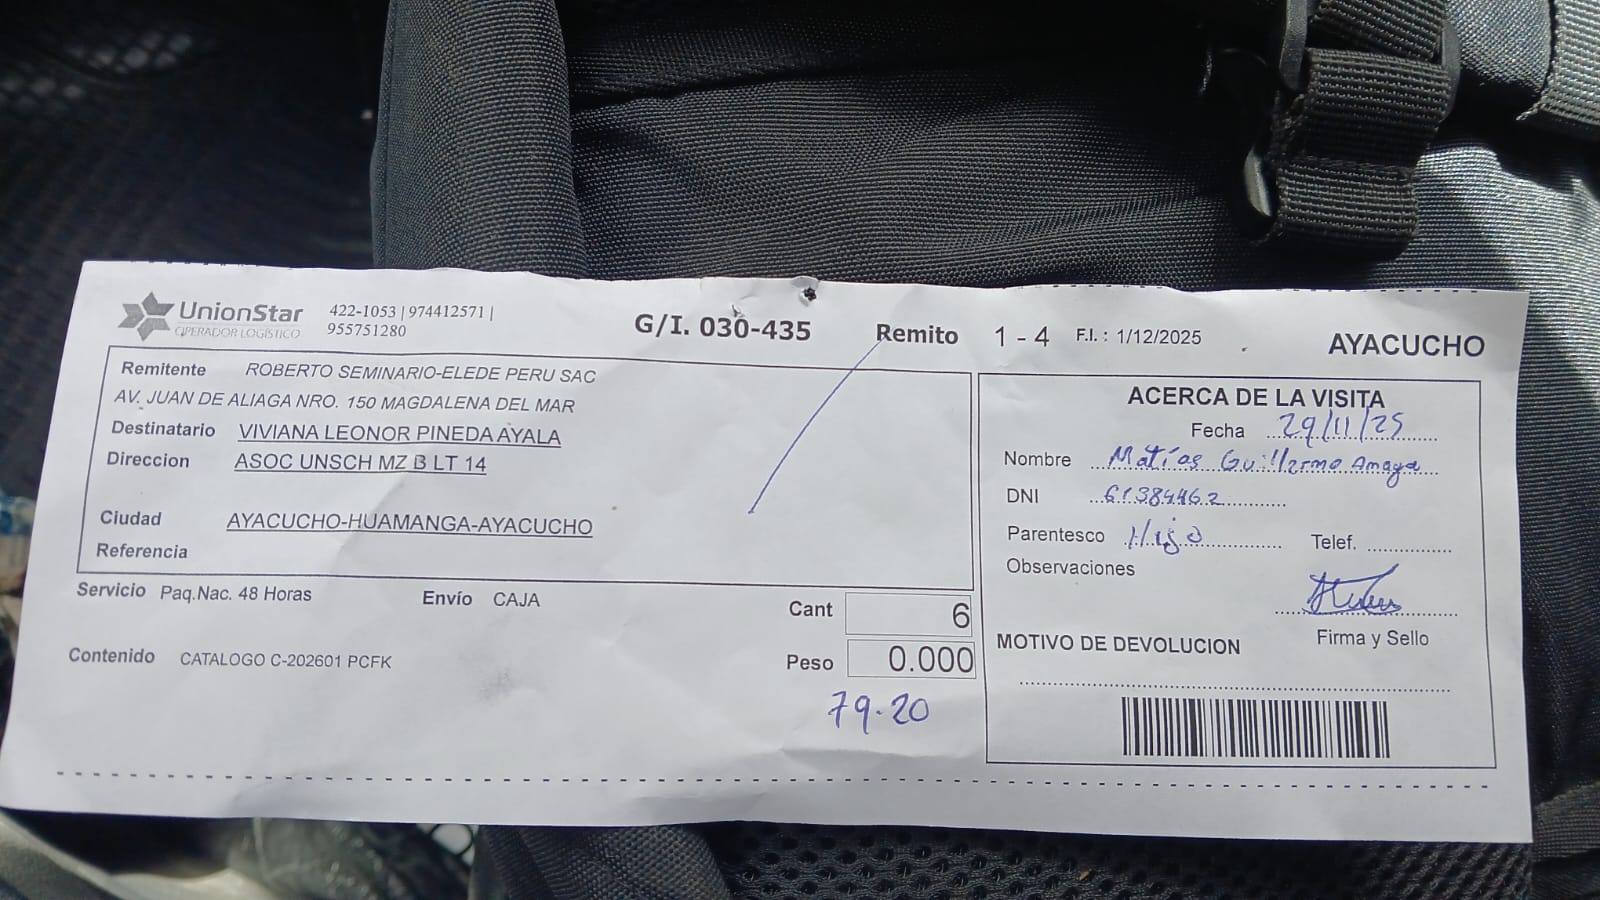 UnionStar
OPERADOR LOGÍSTICO
422-1053 | 974412571 |
955751280
G/I. 030-435
Remito 1 - 4
F.I. : 1/12/2025
AYACUCHO
Remitente ROBERTO SEMINARIO-ELEDE PERU SAC
AV. JUAN DE ALIAGA NRO. 150 MAGDALENA DEL MAR
Destinatario VIVIANA LEONOR PINEDA AYALA
Direccion ASOC UNSCH MZ B LT 14
Ciudad AYACUCHO-HUAMANGA-AYACUCHO
Referencia
Servicio Paq.Nac. 48 Horas
Envío CAJA
Cant 6
Contenido CATALOGO C-202601 PCFK
Peso 0.000
79.20
ACERCA DE LA VISITA
Fecha 29/11/25
Nombre Matías Guillermo Amaya
DNI 61384462
Parentesco Hijo
Telef.
Observaciones
Firma y Sello
MOTIVO DE DEVOLUCION